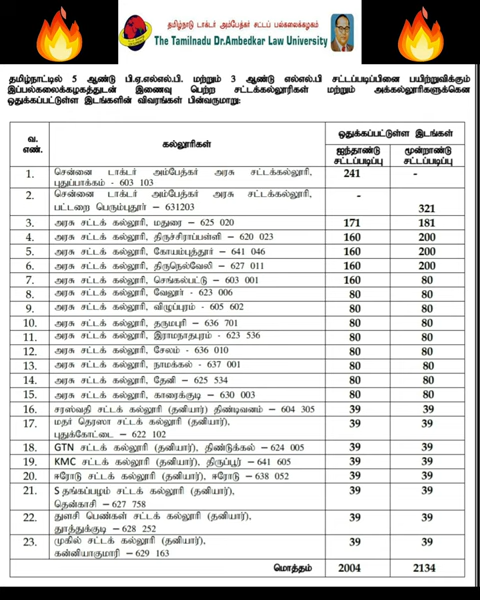 தமிழ்நாடு டாக்டர் அம்பேத்கர் சட்டப் பல்கலைக்கழகம்
The Tamilnadu Dr.Ambedkar Law University
தமிழ்நாட்டில் 5 ஆண்டு பி.ஏ.எல்எல்.பி. மற்றும் 3 ஆண்டு எல்எல்.பி சட்டப்படிப்பினை பயிற்றுவிக்கும்
இப்பல்கலைக்கழகத்துடன் இணைவு பெற்ற சட்டக்கல்லூரிகள் மற்றும் அக்கல்லூரிகளுக்கென
ஒதுக்கப்பட்டுள்ள இடங்களின் விவரங்கள் பின்வருமாறு:
வ. எண். கல்லூரிகள் ஒதுக்கப்பட்டுள்ள இடங்கள்
ஐந்தாண்டு சட்டப்படிப்பு மூன்றாண்டு சட்டப்படிப்பு
1. சென்னை டாக்டர் அம்பேத்கர் அரசு சட்டக்கல்லூரி, 241 -
புதுப்பாக்கம் - 603 103
2. சென்னை டாக்டர் அம்பேத்கர் அரசு சட்டக்கல்லூரி, -
பட்டறை பெரும்புதூர் – 631203 321
3. அரசு சட்டக் கல்லூரி, மதுரை – 625 020 171 181
4. அரசு சட்டக் கல்லூரி, திருச்சிராப்பள்ளி – 620 023 160 200
5. அரசு சட்டக் கல்லூரி, கோயம்புத்தூர் – 641 046 160 200
6. அரசு சட்டக் கல்லூரி, திருநெல்வேலி – 627 011 160 200
7. அரசு சட்டக் கல்லூரி, செங்கல்பட்டு – 603 001 160 80
8. அரசு சட்டக் கல்லூரி, வேலூர் - 623 006 80 80
9. அரசு சட்டக் கல்லூரி, விழுப்புரம் - 605 602 80 80
10. அரசு சட்டக் கல்லூரி, தருமபுரி – 636 701 80 80
11. அரசு சட்டக் கல்லூரி, இராமநாதபுரம் – 623 536 80 80
12. அரசு சட்டக் கல்லூரி, சேலம் – 636 010 80 80
13. அரசு சட்டக் கல்லூரி, நாமக்கல் – 637 001 80 80
14. அரசு சட்டக் கல்லூரி, தேனி – 625 534 80 80
15. அரசு சட்டக் கல்லூரி, காரைக்குடி – 630 003 80 80
16. சரஸ்வதி சட்டக் கல்லூரி (தனியார்) திண்டிவனம் – 604 305 39 39
17. மதர் தெரஸா சட்டக் கல்லூரி (தனியார்), 39 39
புதுக்கோட்டை – 622 102
18. GTN சட்டக் கல்லூரி (தனியார்), திண்டுக்கல் – 624 005 39 39
19. KMC சட்டக் கல்லூரி (தனியார்), திருப்பூர் – 641 605 39 39
20. ஈரோடு சட்டக் கல்லூரி (தனியார்), ஈரோடு – 638 052 39 39
21. S தங்கப்பழம் சட்டக் கல்லூரி (தனியார்), 39 39
தென்காசி – 627 758
22. துளசி பெண்கள் சட்டக் கல்லூரி (தனியார்), 39 39
தூத்துக்குடி – 628 252
23. முகில் சட்டக் கல்லூரி (தனியார்), 39 39
கன்னியாகுமாரி – 629 163
மொத்தம் 2004 2134